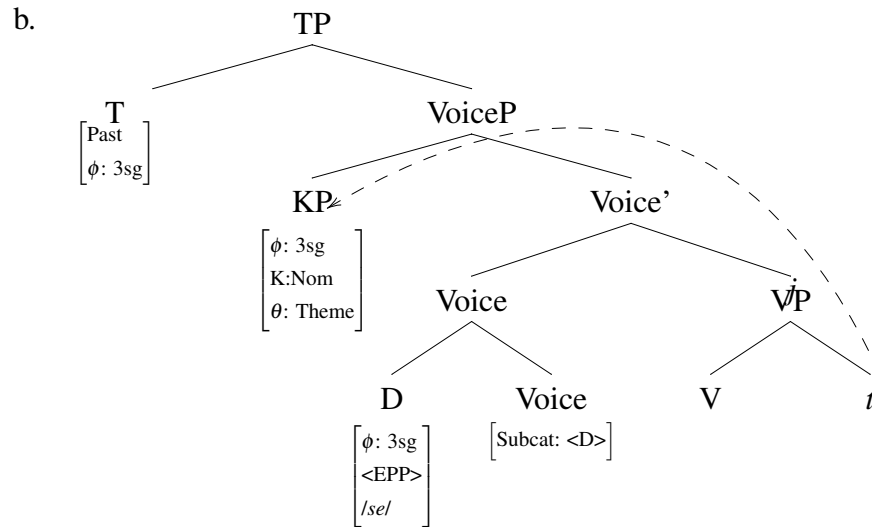 b.
TP
T VoiceP
Past
ϕ: 3sg
KP Voice’
ϕ: 3sg
K:Nom
θ: Theme
Voice VP
j
D Voice V t
ϕ: 3sg
<EPP>
/se/
Subcat: <D>